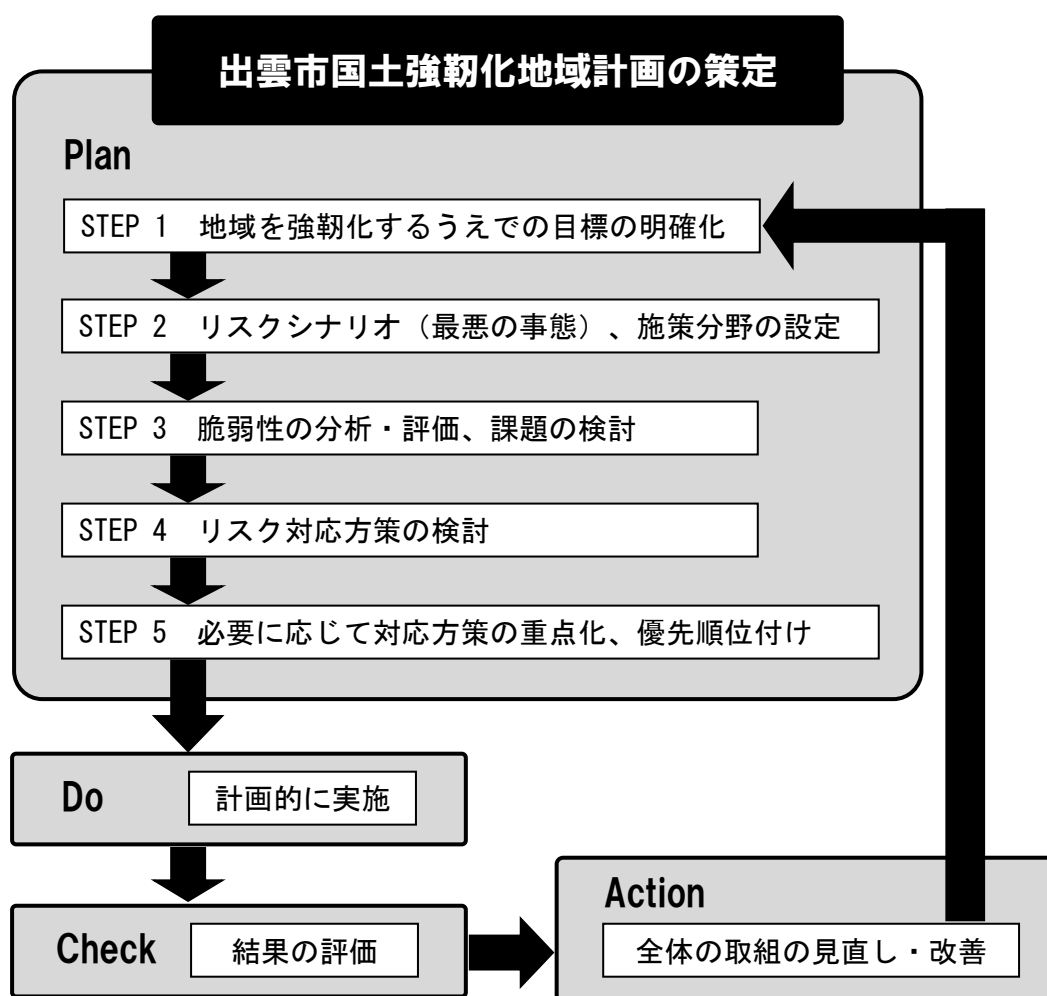 出雲市国土強靭化地域計画の策定
Plan
STEP 1 地域を強靭化するうえでの目標の明確化
STEP 2 リスクシナリオ（最悪の事態）、施策分野の設定
STEP 3 脆弱性の分析・評価、課題の検討
STEP 4 リスク対応方策の検討
STEP 5 必要に応じて対応方策の重点化、優先順位付け
Do 計画的に実施
Check 結果の評価
Action
全体の取組の見直し・改善